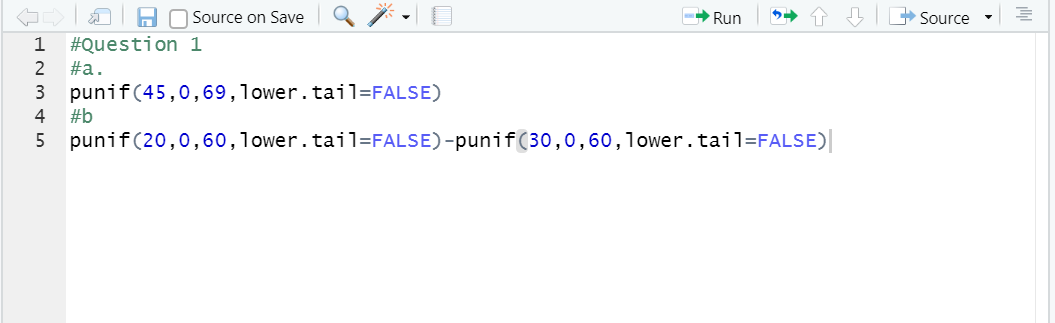 Source on Save Run Source
1 #Question 1
2 #a.
3 punif(45,0,69,lower.tail=FALSE)
4 #b
5 punif(20,0,60,lower.tail=FALSE)-punif(30,0,60,lower.tail=FALSE)